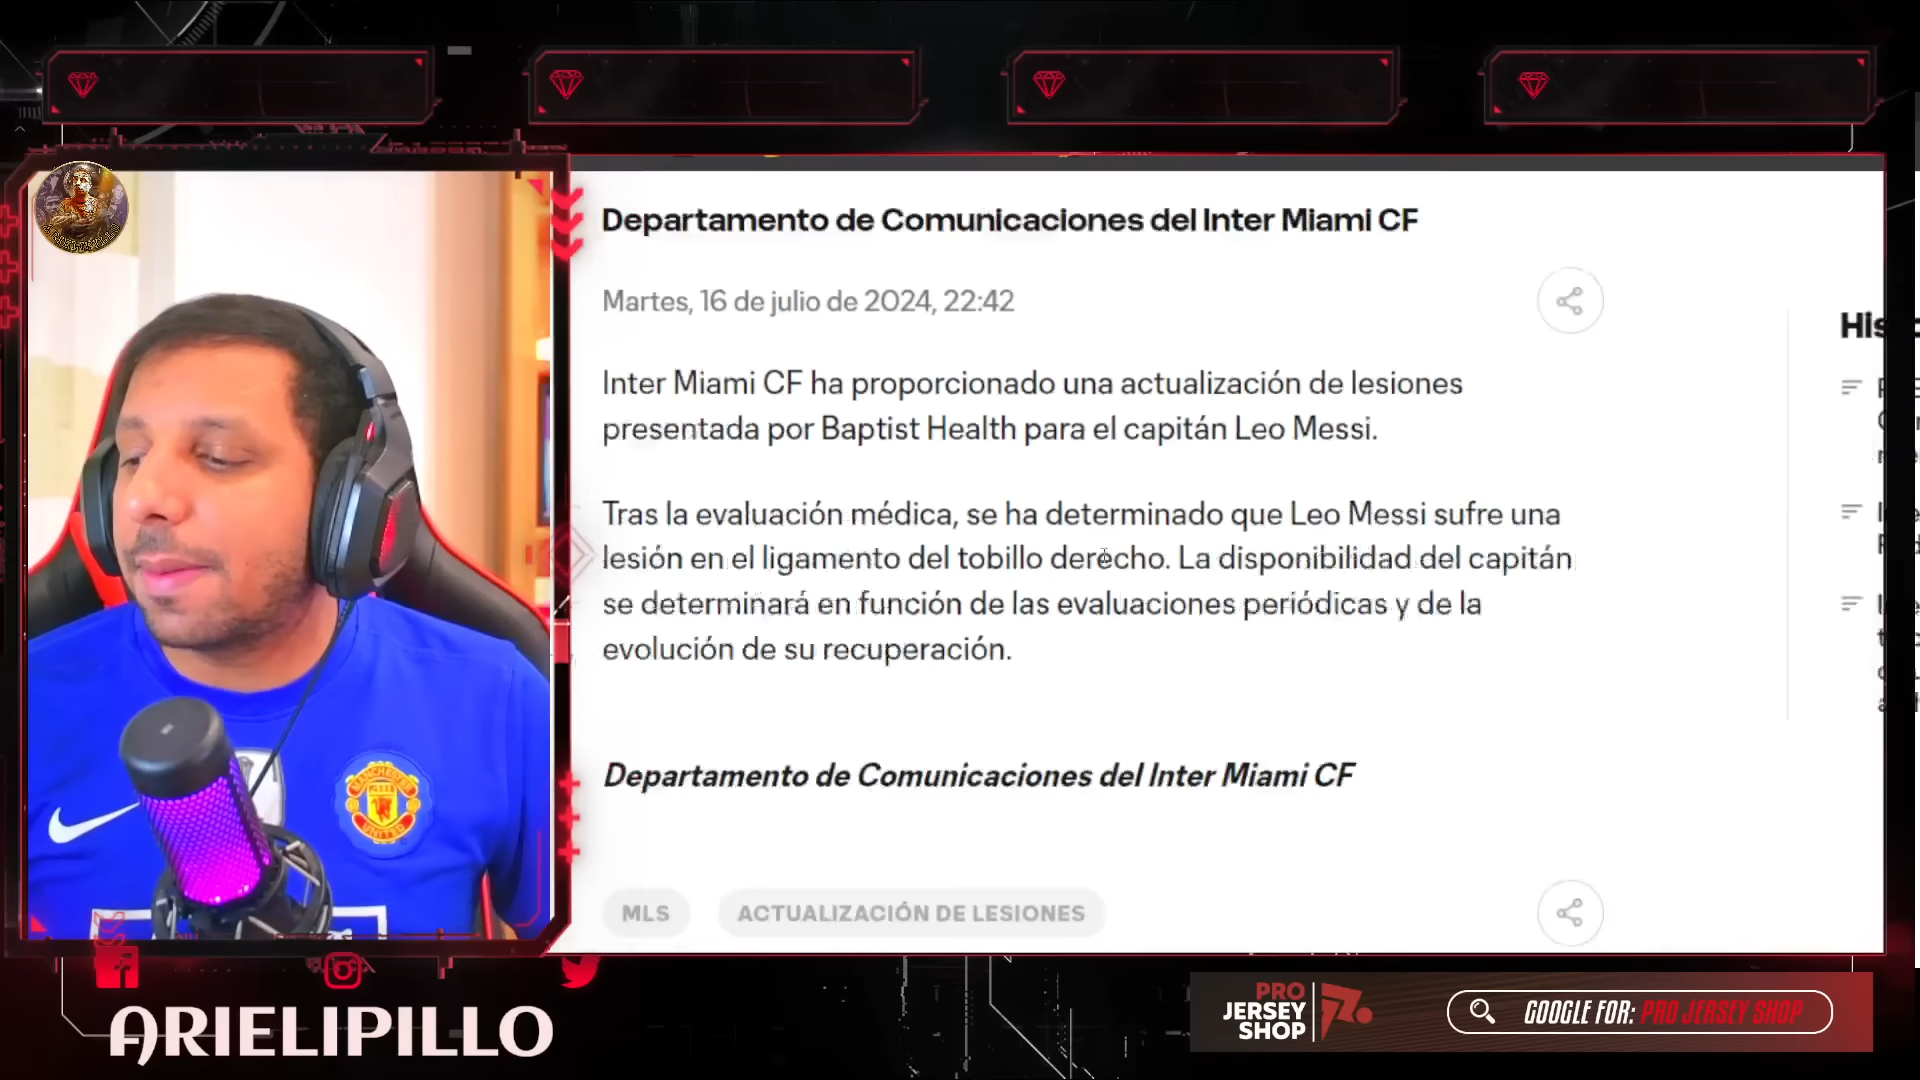 Departamento de Comunicaciones del Inter Miami CF
Martes, 16 de julio de 2024, 22:42
Inter Miami CF ha proporcionado una actualización de lesiones
presentada por Baptist Health para el capitán Leo Messi.
Tras la evaluación médica, se ha determinado que Leo Messi sufre una
lesión en el ligamento del tobillo derecho. La disponibilidad del capitán
se determinará en función de las evaluaciones periódicas y de la
evolución de su recuperación.
Departamento de Comunicaciones del Inter Miami CF
MLS
ACTUALIZACIÓN DE LESIONES
MANCHESTER
UNITED
ARIELIPILLO
PRO
JERSEY
SHOP
GOOGLE FOR: PRO JERSEY SHOP